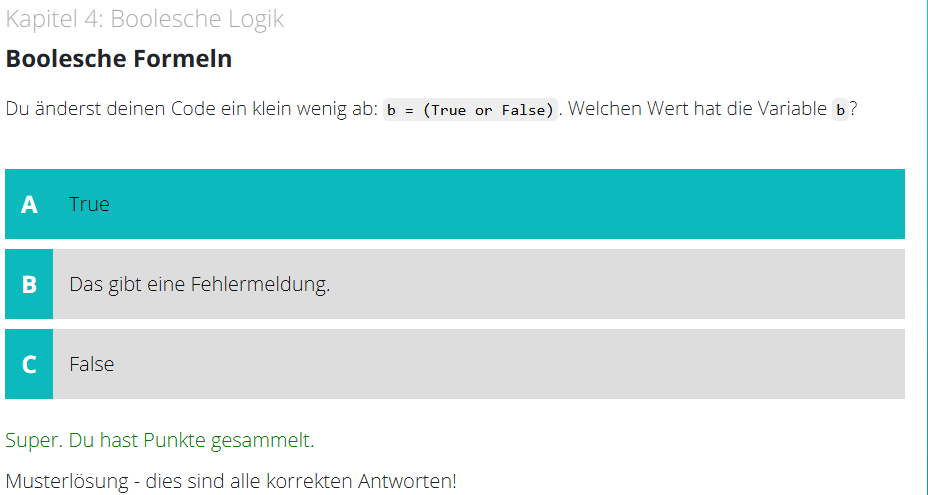 Kapitel 4: Boolesche Logik
Boolesche Formeln
Du änderst deinen Code ein klein wenig ab: b = (True or False). Welchen Wert hat die Variable b?
A True
B Das gibt eine Fehlermeldung.
C False
Super. Du hast Punkte gesammelt.
Musterlösung - dies sind alle korrekten Antworten!